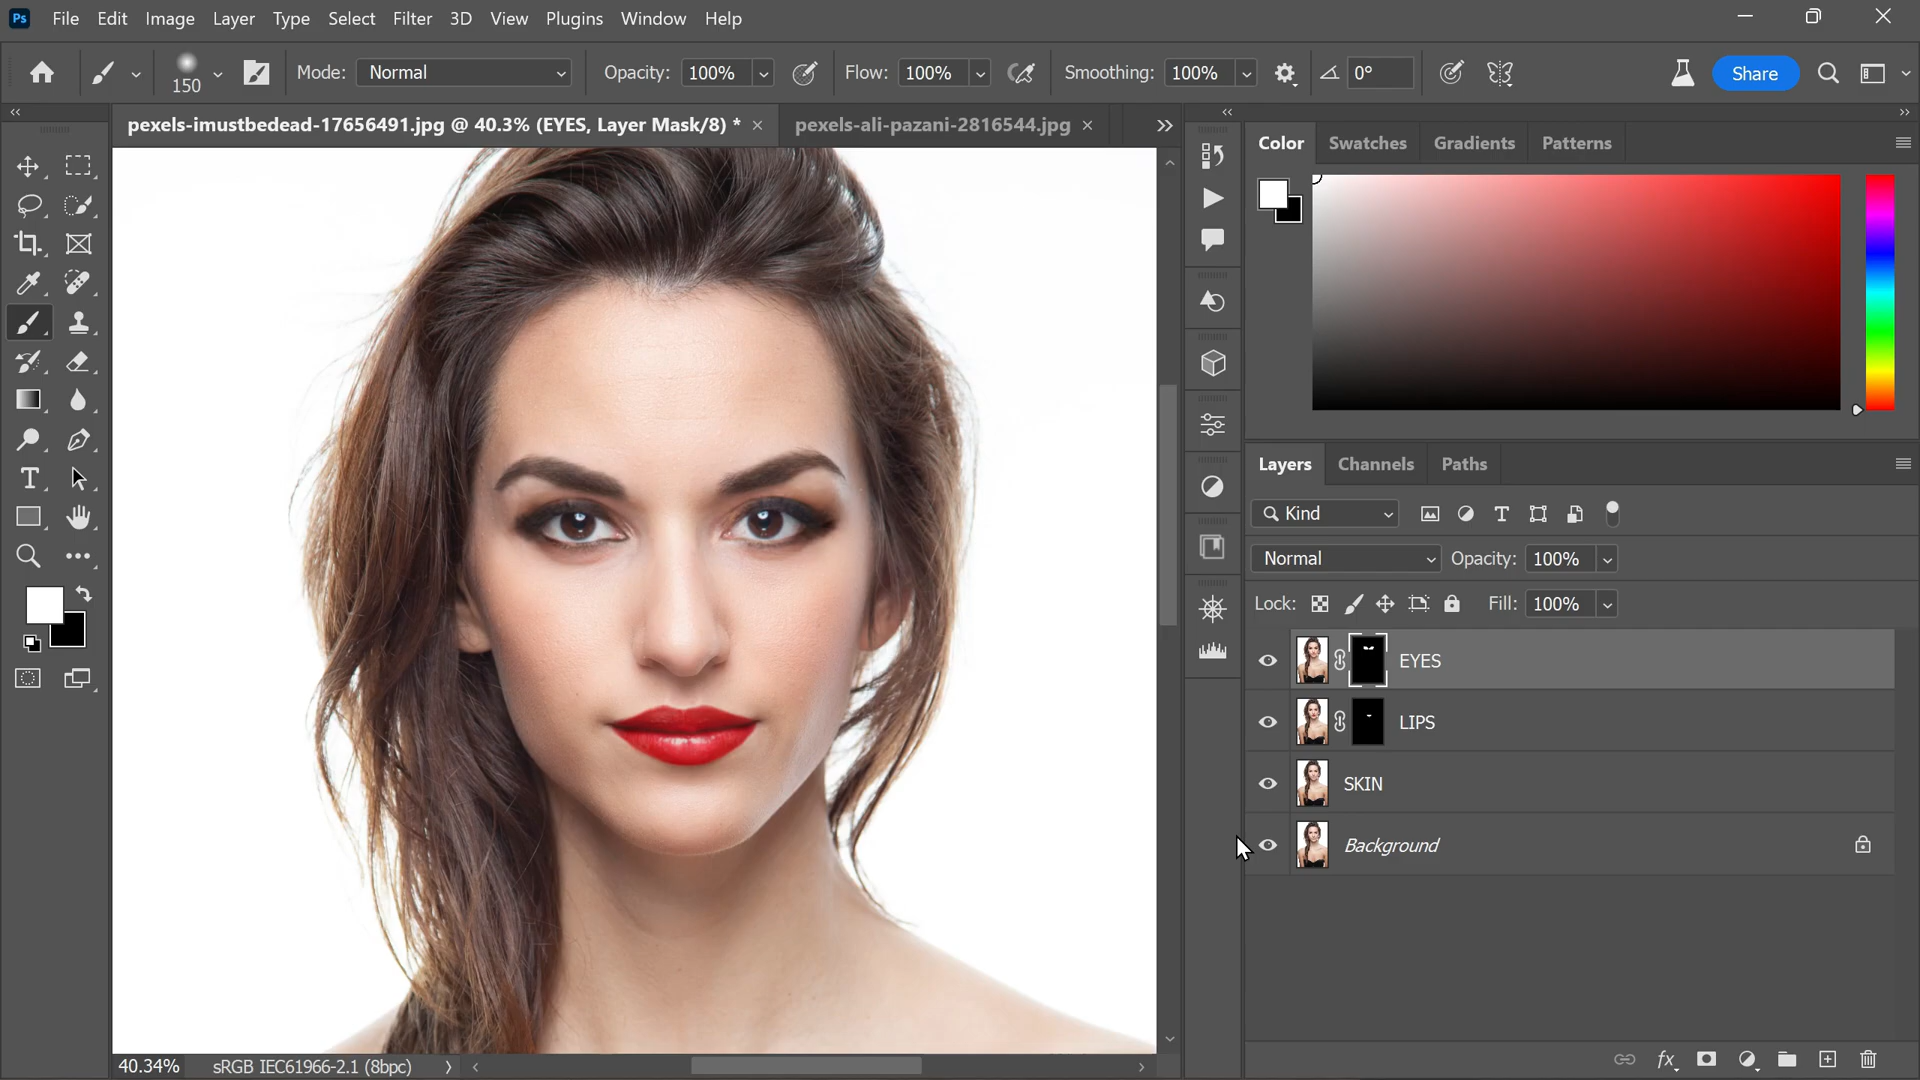 Ps File Edit Image Layer Type Select Filter 3D View Plugins Window Help
150 Mode: Normal Opacity: 100% Flow: 100% Smoothing: 100% 0° Share
pexels-imustbedead-17656491.jpg @ 40.3% (EYES, Layer Mask/8) * pexels-ali-pazani-2816544.jpg
Color Swatches Gradients Patterns
Layers Channels Paths
Kind
Normal Opacity: 100%
Lock: Fill: 100%
EYES
LIPS
SKIN
Background
40.34% sRGB IEC61966-2.1 (8bpc)
fx